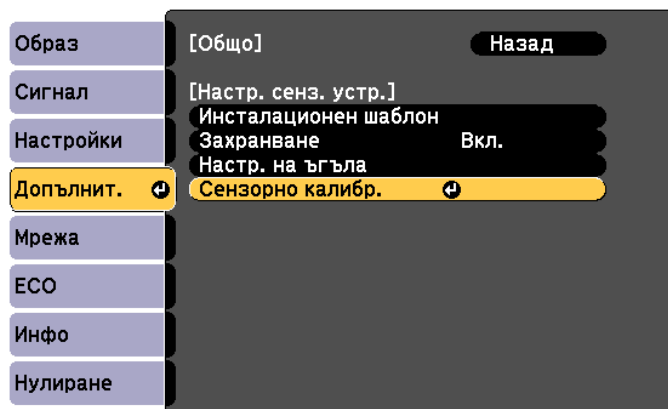 Образ
Сигнал
Настройки
Допълнит.
Мрежа
ECO
Инфо
Нулиране
[Общо] Назад
[Настр. сенз. устр.]
Инсталационен шаблон
Захранване Вкл.
Настр. на ъгъла
Сензорно калибр.